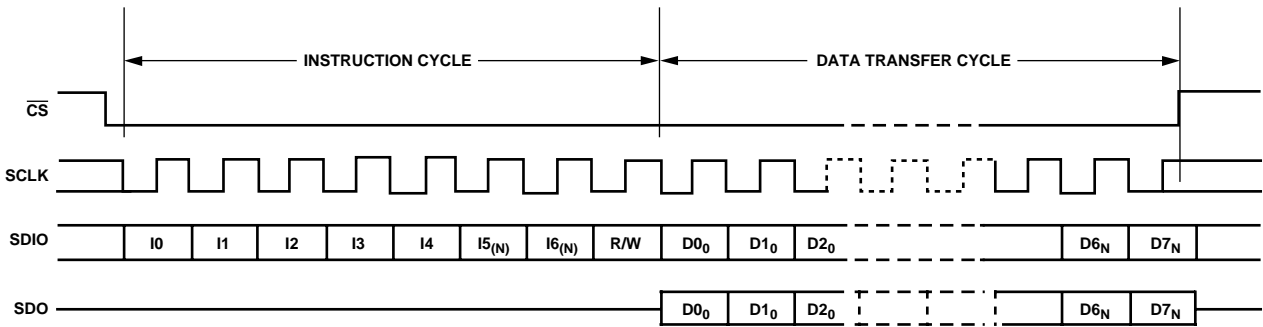 INSTRUCTION CYCLE DATA TRANSFER CYCLE
CS
SCLK
SDIO I0 I1 I2 I3 I4 I5(N) I6(N) R/W D0₀ D1₀ D2₀ D6N D7N
SDO D0₀ D1₀ D2₀ D6N D7N